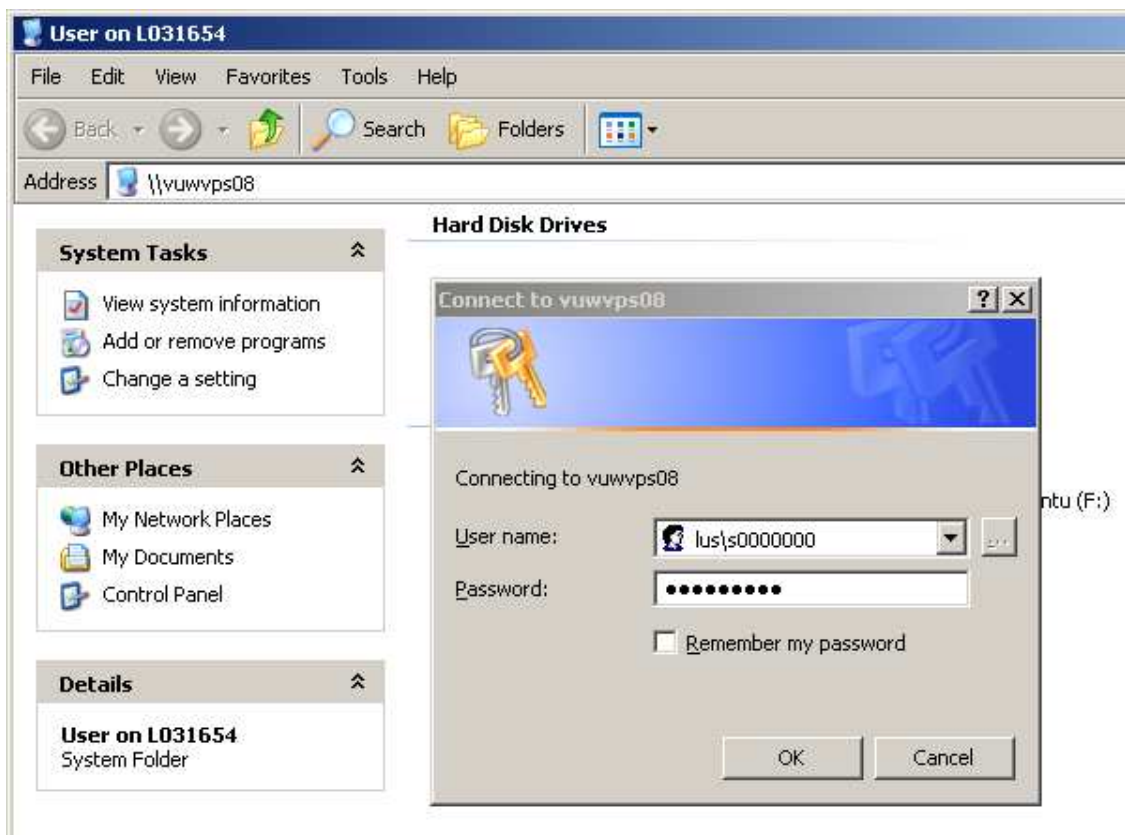 User on L031654
File Edit View Favorites Tools Help
Back Search Folders
Address \\vuwvps08
System Tasks
View system information
Add or remove programs
Change a setting
Other Places
My Network Places
My Documents
Control Panel
Details
User on L031654
System Folder
Hard Disk Drives
Connect to vuwvps08
Connecting to vuwvps08
User name: lus\s0000000
Password: •••••••••
Remember my password
OK Cancel
ntu (F:)